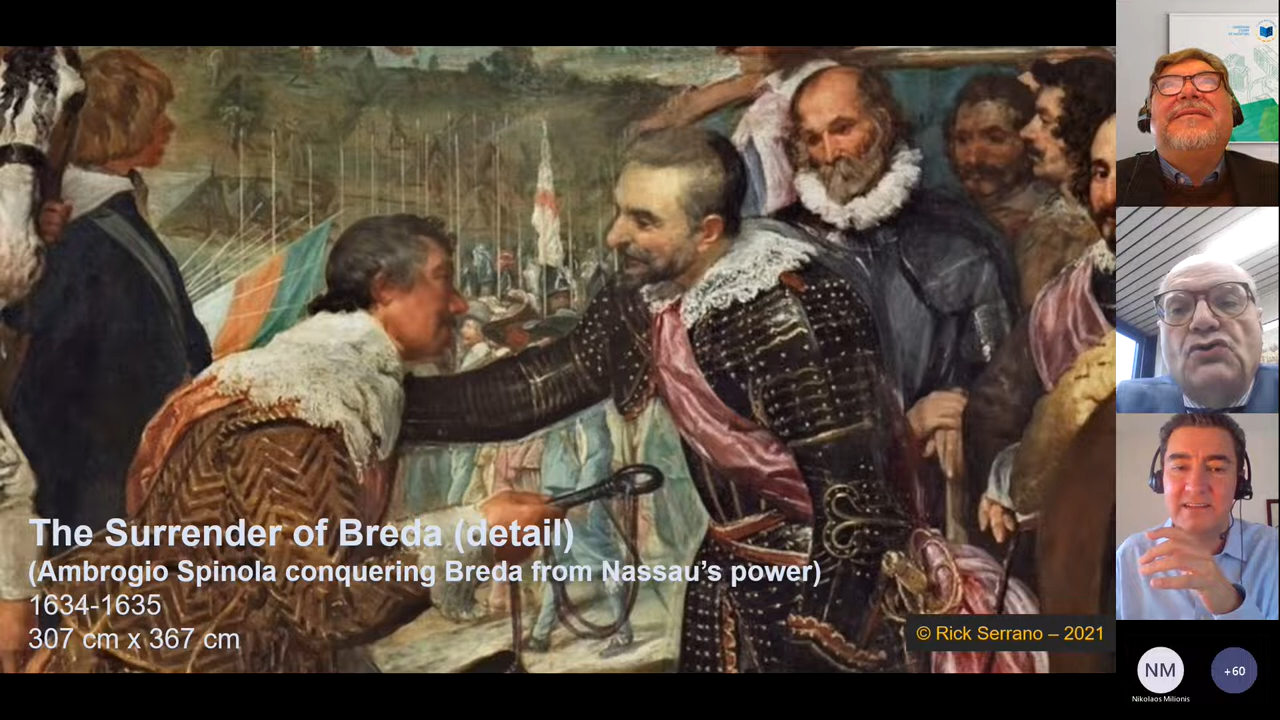 The Surrender of Breda (detail)
(Ambrogio Spinola conquering Breda from Nassau’s power)
1634-1635
307 cm x 367 cm
© Rick Serrano – 2021
NM
+60
Nikolaos Milionis